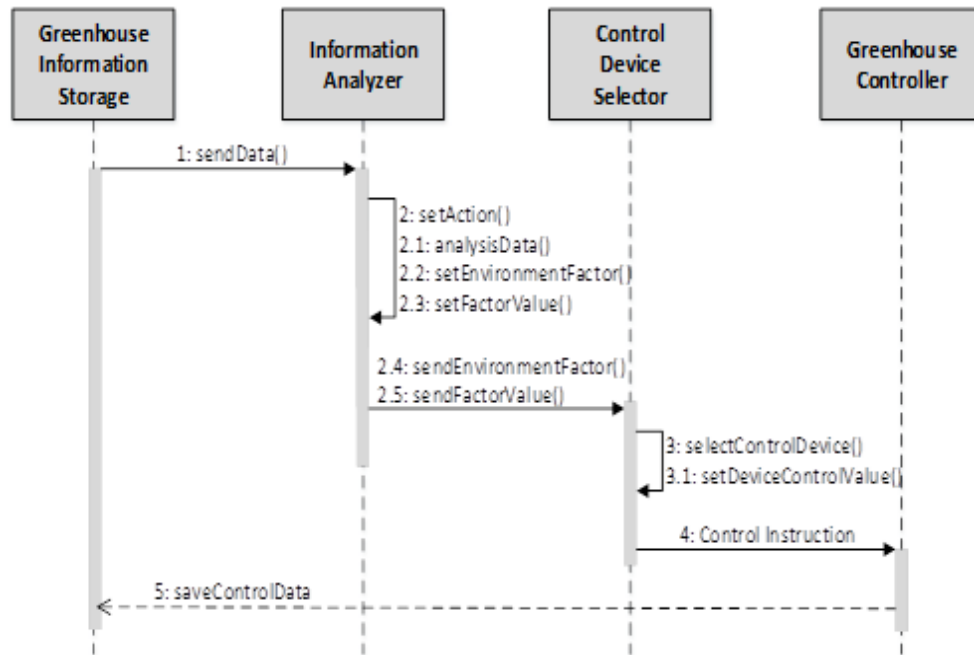 Greenhouse
Information
Storage
Information
Analyzer
Control
Device
Selector
Greenhouse
Controller
1: sendData()
2: setAction()
2.1: analysisData()
2.2: setEnvironmentFactor()
2.3: setFactorValue()
2.4: sendEnvironmentFactor()
2.5: sendFactorValue()
3: selectControlDevice()
3.1: setDeviceControlValue()
4: Control Instruction
5: saveControlData